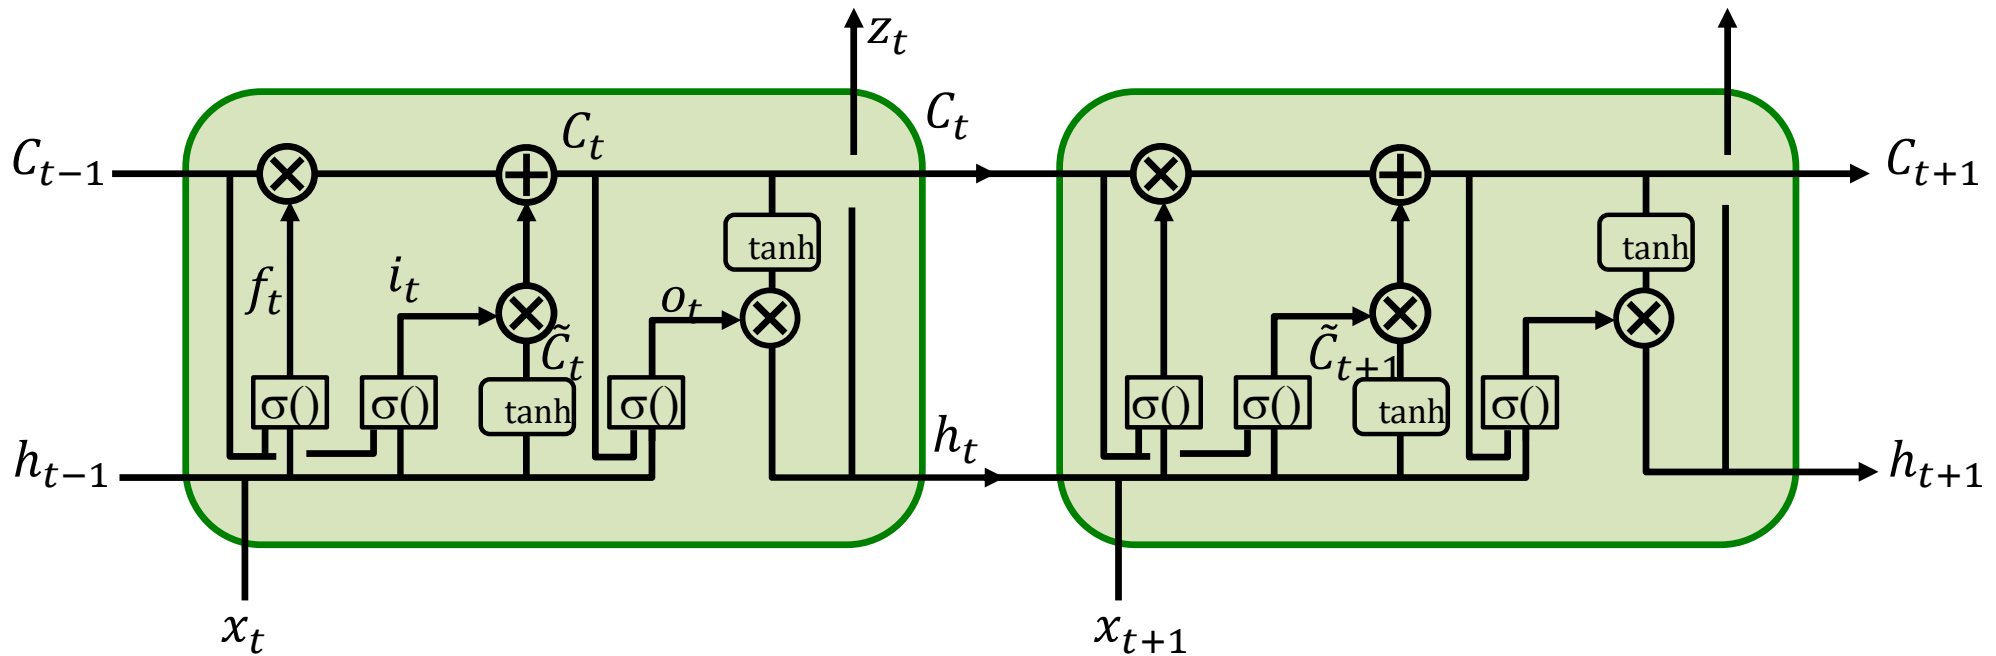 z_t
C_t
C_t
C_{t-1}
C_{t+1}
tanh
tanh
f_t
i_t
o_t
C̃_t
C̃_{t+1}
σ()
σ()
tanh
σ()
σ()
σ()
tanh
σ()
h_{t-1}
h_t
h_{t+1}
x_t
x_{t+1}